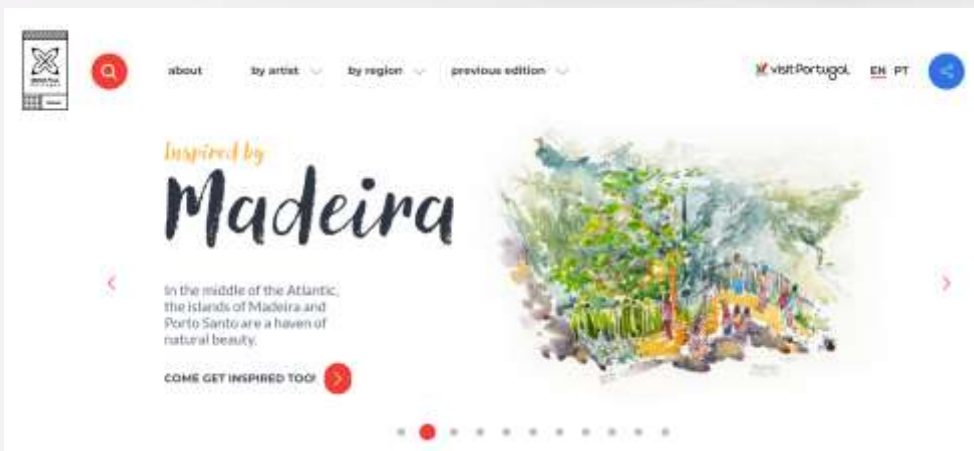 about
by artist
by region
previous edition
visitPortugal
EN PT
Inspired by
Madeira
In the middle of the Atlantic,
the islands of Madeira and
Porto Santo are a haven of
natural beauty.
COME GET INSPIRED TOO!